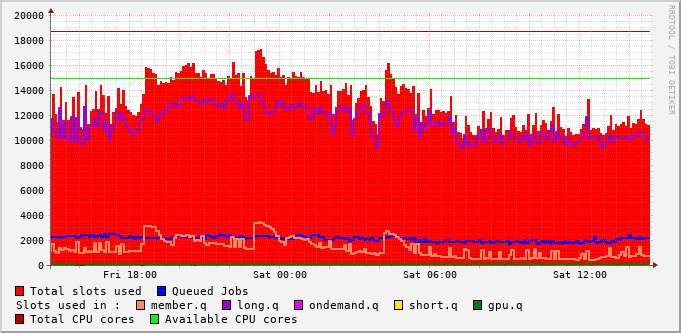 20000
18000
16000
14000
12000
10000
8000
6000
4000
2000
0
Fri 18:00 Sat 00:00 Sat 06:00 Sat 12:00
RRDTOOL / TOBI OETIKER
Total slots used Queued Jobs
Slots used in : member.q long.q ondemand.q short.q gpu.q
Total CPU cores Available CPU cores